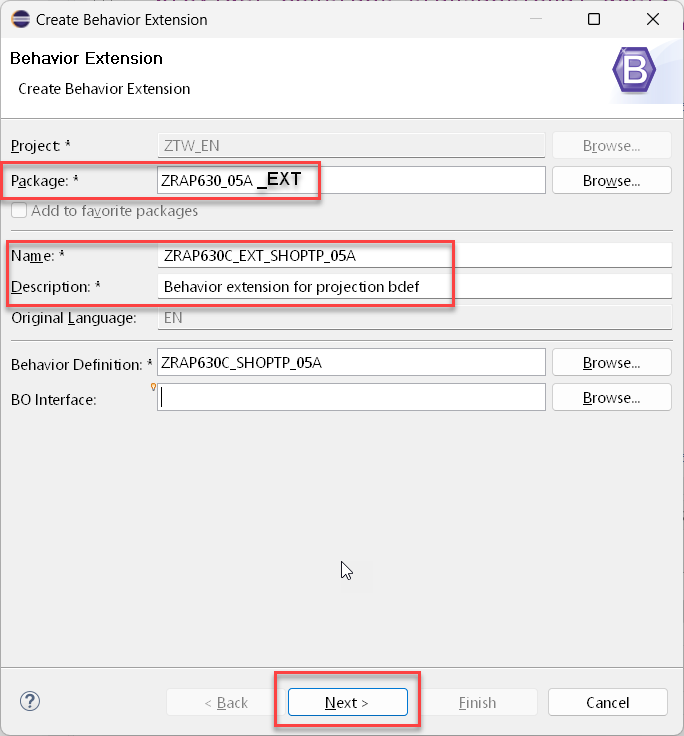 Create Behavior Extension
Behavior Extension
Create Behavior Extension
B
Project: * ZTW_EN Browse...
Package: * ZRAP630_05A _EXT Browse...
Add to favorite packages
Name: * ZRAP630C_EXT_SHOPTP_05A
Description: * Behavior extension for projection bdef
Original Language: EN
Behavior Definition: * ZRAP630C_SHOPTP_05A Browse...
BO Interface: Browse...
? < Back Next > Finish Cancel